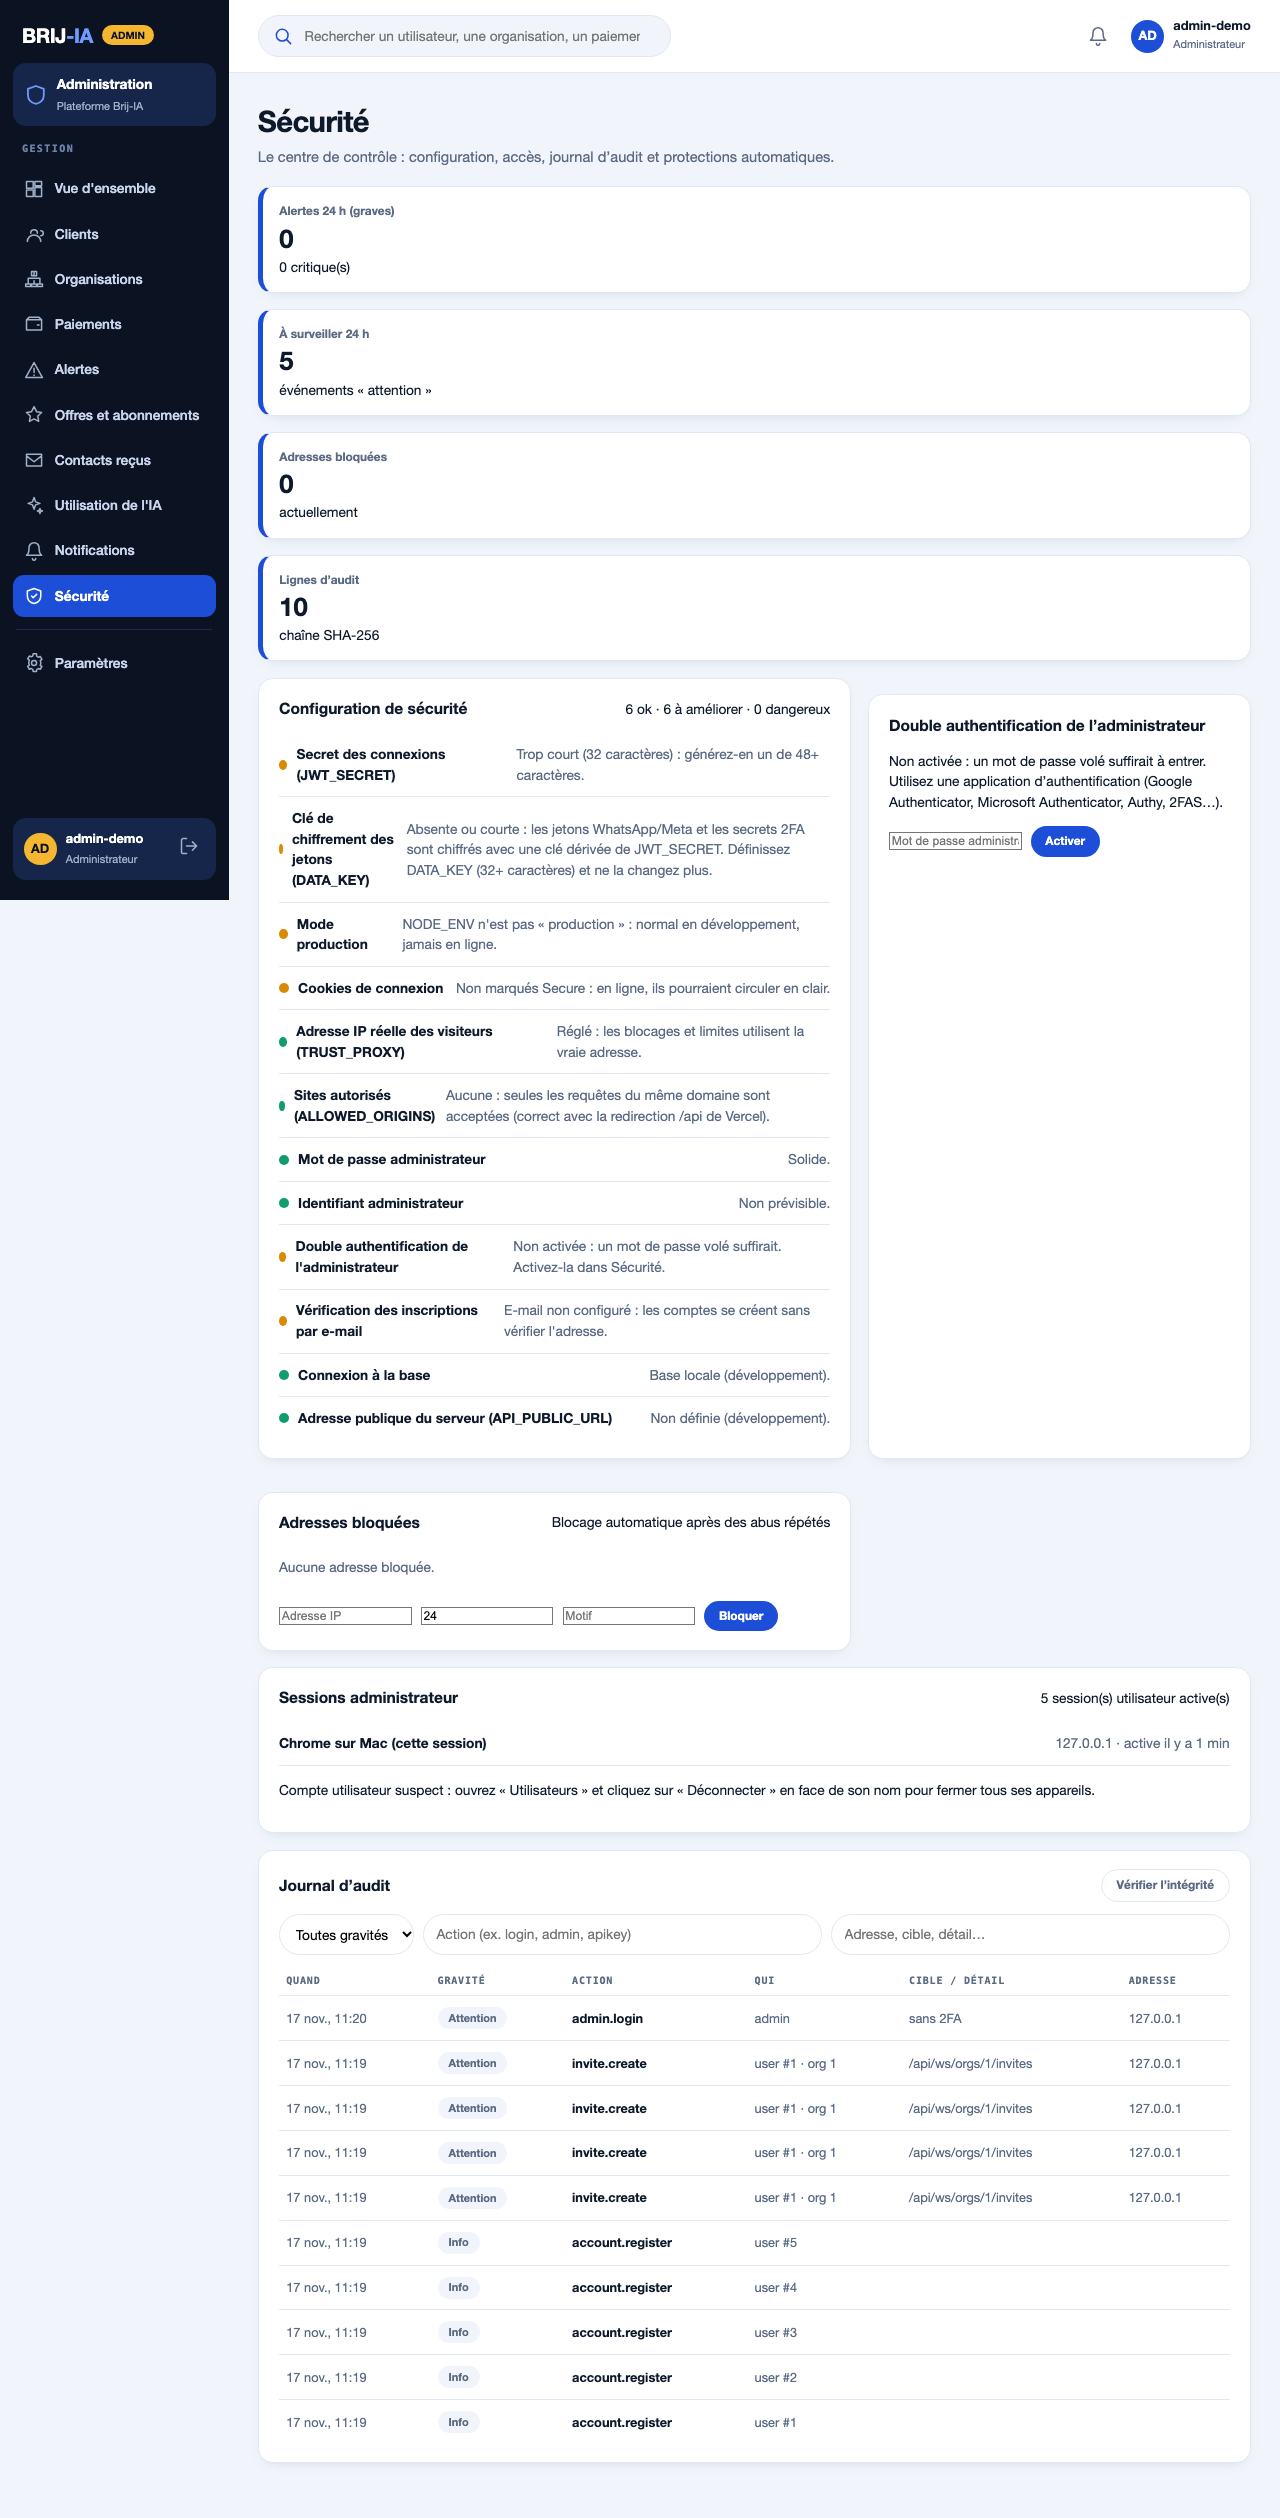 BRIJ-IA ADMIN
Administration
Plateforme Brij-IA
GESTION
Vue d'ensemble
Clients
Organisations
Paiements
Alertes
Offres et abonnements
Contacts reçus
Utilisation de l'IA
Notifications
Sécurité
Paramètres
AD
admin-demo
Administrateur
Rechercher un utilisateur, une organisation, un paiemer
AD
admin-demo
Administrateur
Sécurité
Le centre de contrôle : configuration, accès, journal d’audit et protections automatiques.
Alertes 24 h (graves)
0
0 critique(s)
À surveiller 24 h
5
événements « attention »
Adresses bloquées
0
actuellement
Lignes d’audit
10
chaîne SHA-256
Configuration de sécurité
6 ok · 6 à améliorer · 0 dangereux
Secret des connexions
(JWT_SECRET)
Trop court (32 caractères) : générez-en un de 48+
caractères.
Clé de
chiffrement des
jetons
(DATA_KEY)
Absente ou courte : les jetons WhatsApp/Meta et les secrets 2FA
sont chiffrés avec une clé dérivée de JWT_SECRET. Définissez
DATA_KEY (32+ caractères) et ne la changez plus.
Mode
production
NODE_ENV n'est pas « production » : normal en développement,
jamais en ligne.
Cookies de connexion
Non marqués Secure : en ligne, ils pourraient circuler en clair.
Adresse IP réelle des visiteurs
(TRUST_PROXY)
Réglé : les blocages et limites utilisent la
vraie adresse.
Sites autorisés
(ALLOWED_ORIGINS)
Aucune : seules les requêtes du même domaine sont
acceptées (correct avec la redirection /api de Vercel).
Mot de passe administrateur
Solide.
Identifiant administrateur
Non prévisible.
Double authentification de
l'administrateur
Non activée : un mot de passe volé suffirait.
Activez-la dans Sécurité.
Vérification des inscriptions
par e-mail
E-mail non configuré : les comptes se créent sans
vérifier l'adresse.
Connexion à la base
Base locale (développement).
Adresse publique du serveur (API_PUBLIC_URL)
Non définie (développement).
Double authentification de l’administrateur
Non activée : un mot de passe volé suffirait à entrer.
Utilisez une application d’authentification (Google
Authenticator, Microsoft Authenticator, Authy, 2FAS…).
Mot de passe administr
Activer
Adresses bloquées
Blocage automatique après des abus répétés
Aucune adresse bloquée.
Adresse IP
24
Motif
Bloquer
Sessions administrateur
5 session(s) utilisateur active(s)
Chrome sur Mac (cette session)
127.0.0.1 · active il y a 1 min
Compte utilisateur suspect : ouvrez « Utilisateurs » et cliquez sur « Déconnecter » en face de son nom pour fermer tous ses appareils.
Journal d’audit
Vérifier l’intégrité
Toutes gravités
Action (ex. login, admin, apikey)
Adresse, cible, détail…
QUAND GRAVITÉ ACTION QUI CIBLE / DÉTAIL ADRESSE
17 nov., 11:20 Attention admin.login admin sans 2FA 127.0.0.1
17 nov., 11:19 Attention invite.create user #1 · org 1 /api/ws/orgs/1/invites 127.0.0.1
17 nov., 11:19 Attention invite.create user #1 · org 1 /api/ws/orgs/1/invites 127.0.0.1
17 nov., 11:19 Attention invite.create user #1 · org 1 /api/ws/orgs/1/invites 127.0.0.1
17 nov., 11:19 Attention invite.create user #1 · org 1 /api/ws/orgs/1/invites 127.0.0.1
17 nov., 11:19 Info account.register user #5
17 nov., 11:19 Info account.register user #4
17 nov., 11:19 Info account.register user #3
17 nov., 11:19 Info account.register user #2
17 nov., 11:19 Info account.register user #1